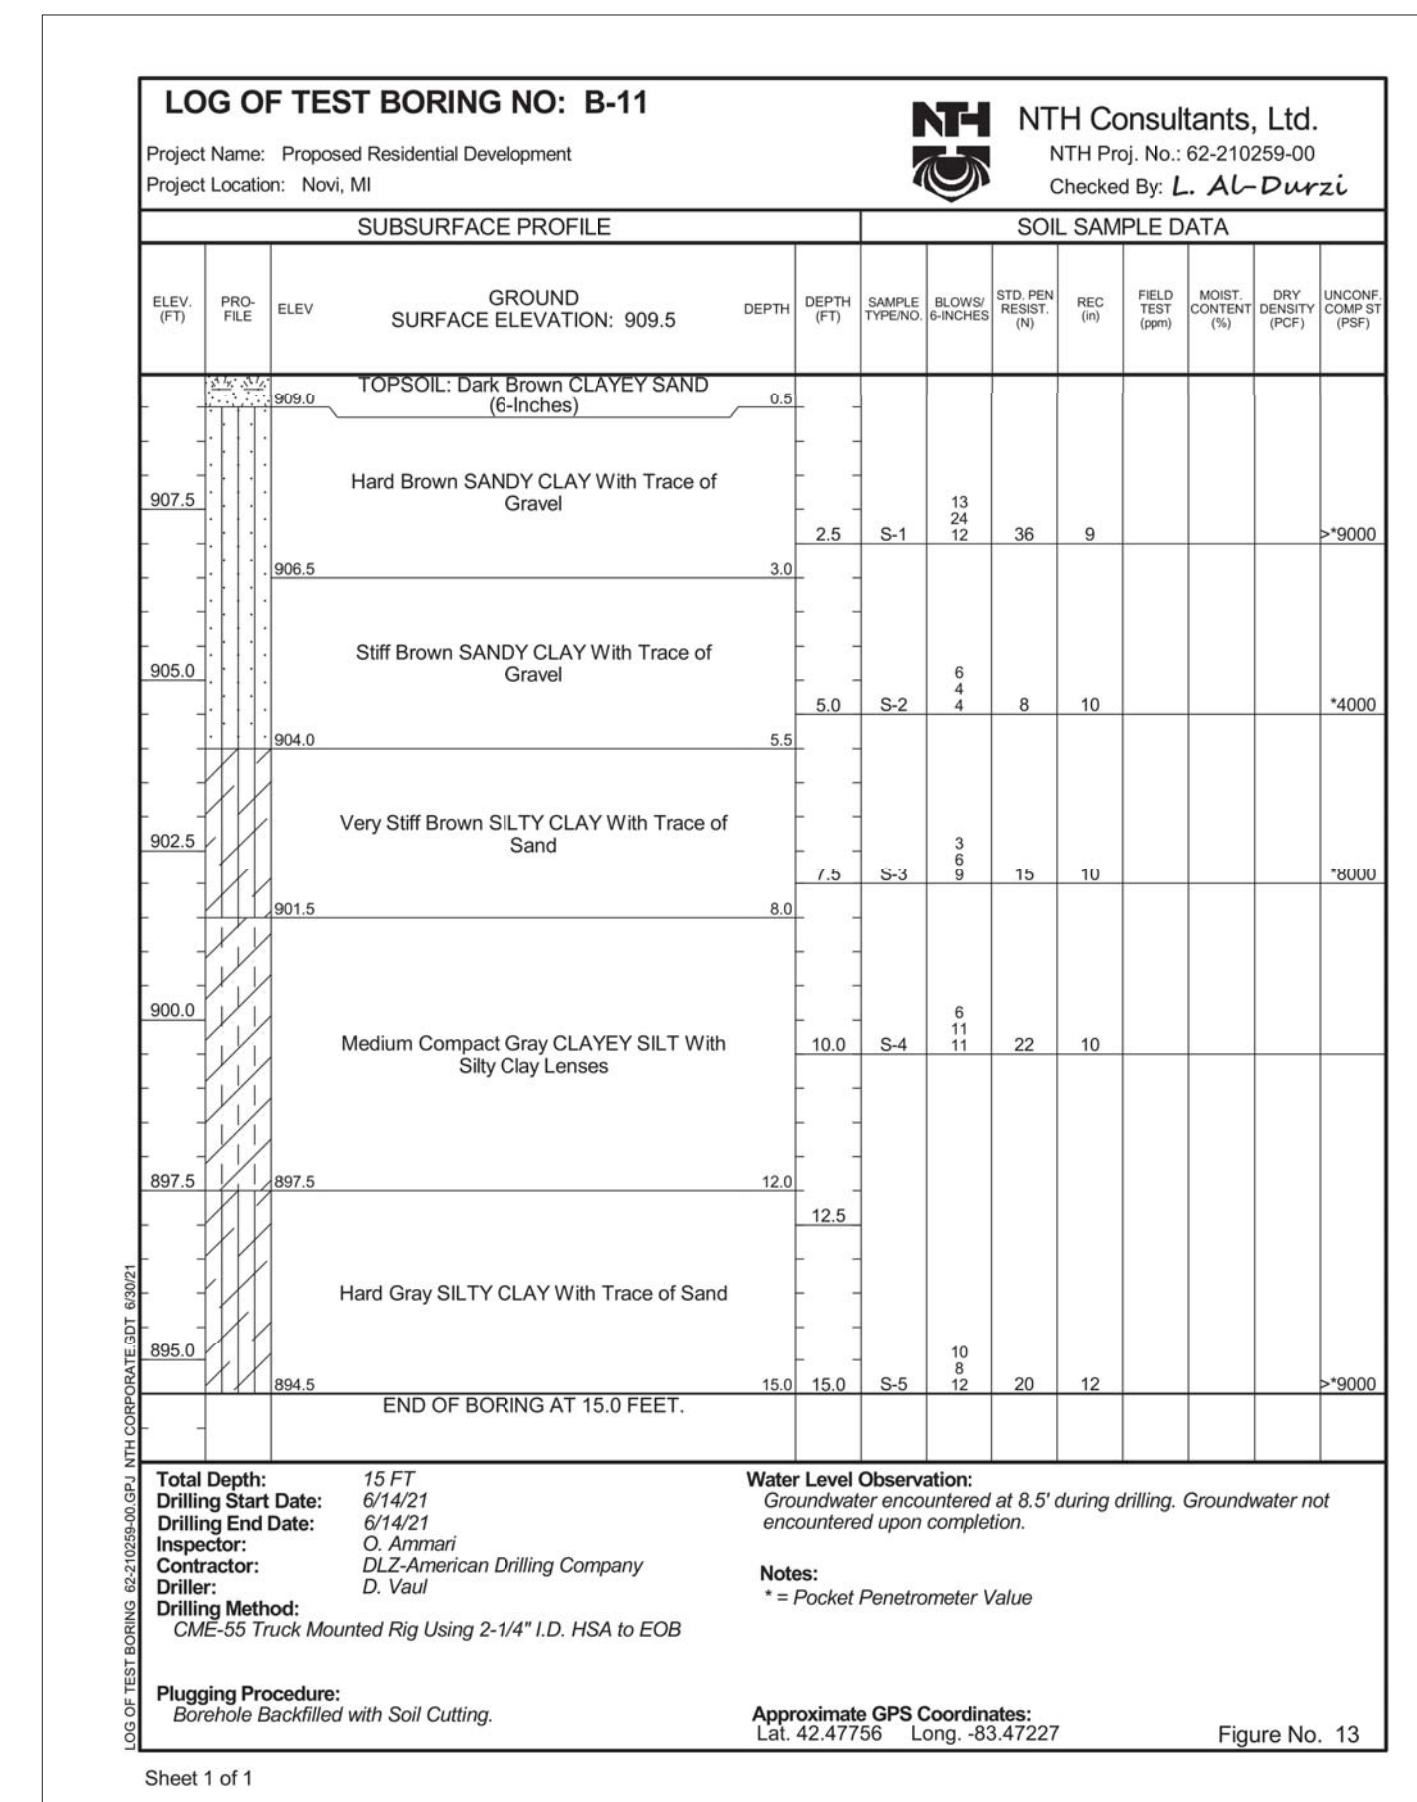 LOG OF TEST BORING NO: B-11
Project Name: Proposed Residential Development
Project Location: Novi, MI
NTH
NTH Consultants, Ltd.
NTH Proj. No.: 62-210259-00
Checked By: L. Al-Durzi
SUBSURFACE PROFILE
SOIL SAMPLE DATA
ELEV. (FT)
PRO-FILE
ELEV
GROUND
SURFACE ELEVATION: 909.5
DEPTH
DEPTH (FT)
SAMPLE TYPE/NO.
BLOWS/ 6-INCHES
STD. PEN RESIST. (N)
REC (in)
FIELD TEST (ppm)
MOIST. CONTENT (%)
DRY DENSITY (PCF)
UNCONF. COMP ST (PSF)
TOPSOIL: Dark Brown CLAYEY SAND
909.0 (6-Inches) 0.5
Hard Brown SANDY CLAY With Trace of
Gravel
907.5
13
24
2.5 S-1 12 36 9 >*9000
906.5 3.0
Stiff Brown SANDY CLAY With Trace of
Gravel
905.0
6
4
5.0 S-2 4 8 10 *4000
904.0 5.5
Very Stiff Brown SILTY CLAY With Trace of
Sand
902.5
3
6
7.5 S-3 9 15 10 *8000
901.5 8.0
900.0
6
11
Medium Compact Gray CLAYEY SILT With
Silty Clay Lenses
10.0 S-4 11 22 10
897.5 897.5 12.0
12.5
Hard Gray SILTY CLAY With Trace of Sand
895.0
10
8
894.5 15.0 15.0 S-5 12 20 12 >*9000
END OF BORING AT 15.0 FEET.
Total Depth: 15 FT
Drilling Start Date: 6/14/21
Drilling End Date: 6/14/21
Inspector: O. Ammari
Contractor: DLZ-American Drilling Company
Driller: D. Vaul
Drilling Method:
CME-55 Truck Mounted Rig Using 2-1/4" I.D. HSA to EOB
Plugging Procedure:
Borehole Backfilled with Soil Cutting.
Water Level Observation:
Groundwater encountered at 8.5' during drilling. Groundwater not
encountered upon completion.
Notes:
* = Pocket Penetrometer Value
Approximate GPS Coordinates:
Lat. 42.47756 Long. -83.47227
Figure No. 13
LOG OF TEST BORING 62-210259-00.GPJ NTH CORPORATE.GDT 6/30/21
Sheet 1 of 1